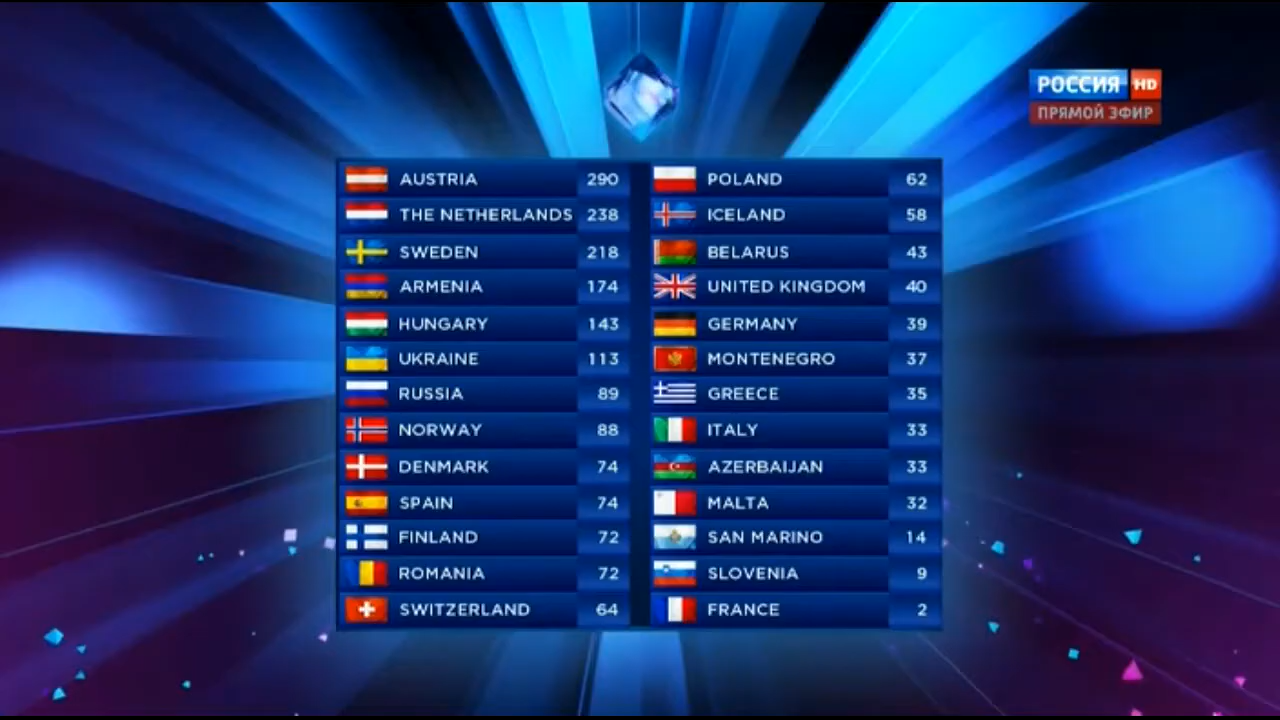 РОССИЯ HD
ПРЯМОЙ ЭФИР
AUSTRIA 290
THE NETHERLANDS 238
SWEDEN 218
ARMENIA 174
HUNGARY 143
UKRAINE 113
RUSSIA 89
NORWAY 88
DENMARK 74
SPAIN 74
FINLAND 72
ROMANIA 72
SWITZERLAND 64
POLAND 62
ICELAND 58
BELARUS 43
UNITED KINGDOM 40
GERMANY 39
MONTENEGRO 37
GREECE 35
ITALY 33
AZERBAIJAN 33
MALTA 32
SAN MARINO 14
SLOVENIA 9
FRANCE 2